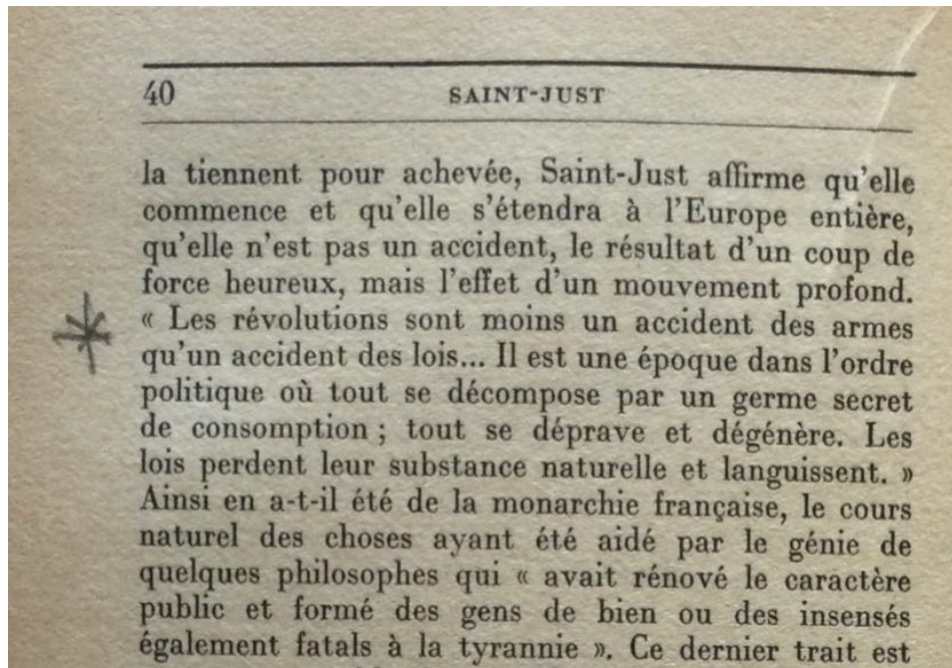 40 SAINT-JUST
la tiennent pour achevée, Saint-Just affirme qu'elle
commence et qu'elle s'étendra à l'Europe entière,
qu'elle n'est pas un accident, le résultat d'un coup de
force heureux, mais l'effet d'un mouvement profond.
« Les révolutions sont moins un accident des armes
qu'un accident des lois... Il est une époque dans l'ordre
politique où tout se décompose par un germe secret
de consomption ; tout se déprave et dégénère. Les
lois perdent leur substance naturelle et languissent. »
Ainsi en a-t-il été de la monarchie française, le cours
naturel des choses ayant été aidé par le génie de
quelques philosophes qui « avait rénové le caractère
public et formé des gens de bien ou des insensés
également fatals à la tyrannie ». Ce dernier trait est